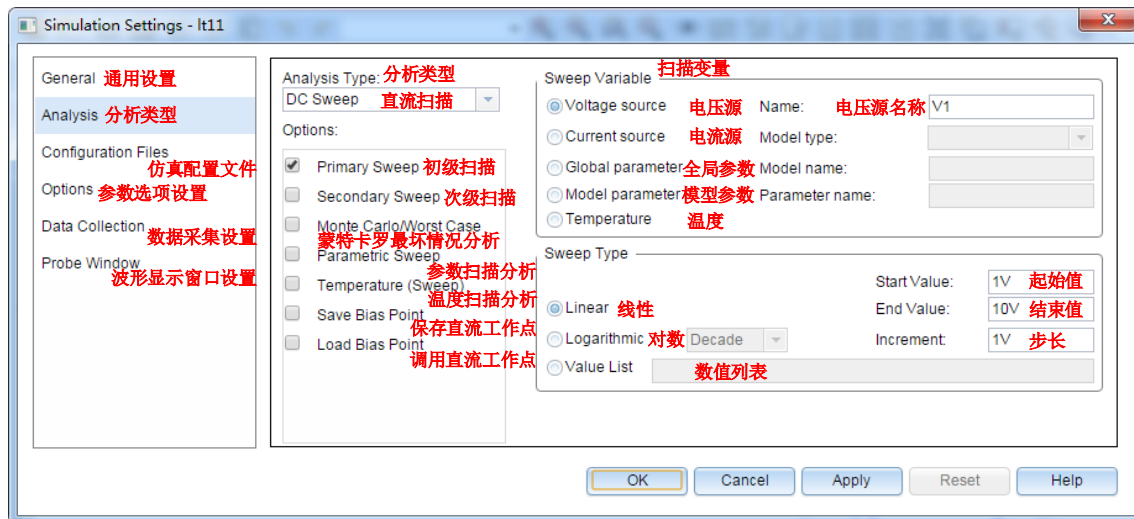 Simulation Settings - lt11
General 通用设置
Analysis 分析类型
Configuration Files
仿真配置文件
Options 参数选项设置
Data Collection
数据采集设置
Probe Window
波形显示窗口设置
Analysis Type: 分析类型
DC Sweep 直流扫描
Options:
Primary Sweep 初级扫描
Secondary Sweep 次级扫描
Monte Carlo/Worst Case
蒙特卡罗最坏情况分析
Parametric Sweep
参数扫描分析
Temperature (Sweep)
温度扫描分析
Save Bias Point
保存直流工作点
Load Bias Point
调用直流工作点
Sweep Variable 扫描变量
Voltage source 电压源 Name: 电压源名称 V1
Current source 电流源 Model type:
Global parameter 全局参数 Model name:
Model parameter 模型参数 Parameter name:
Temperature 温度
Sweep Type
Start Value: 1V 起始值
Linear 线性 End Value: 10V 结束值
Logarithmic 对数 Decade Increment: 1V 步长
Value List 数值列表
OK Cancel Apply Reset Help